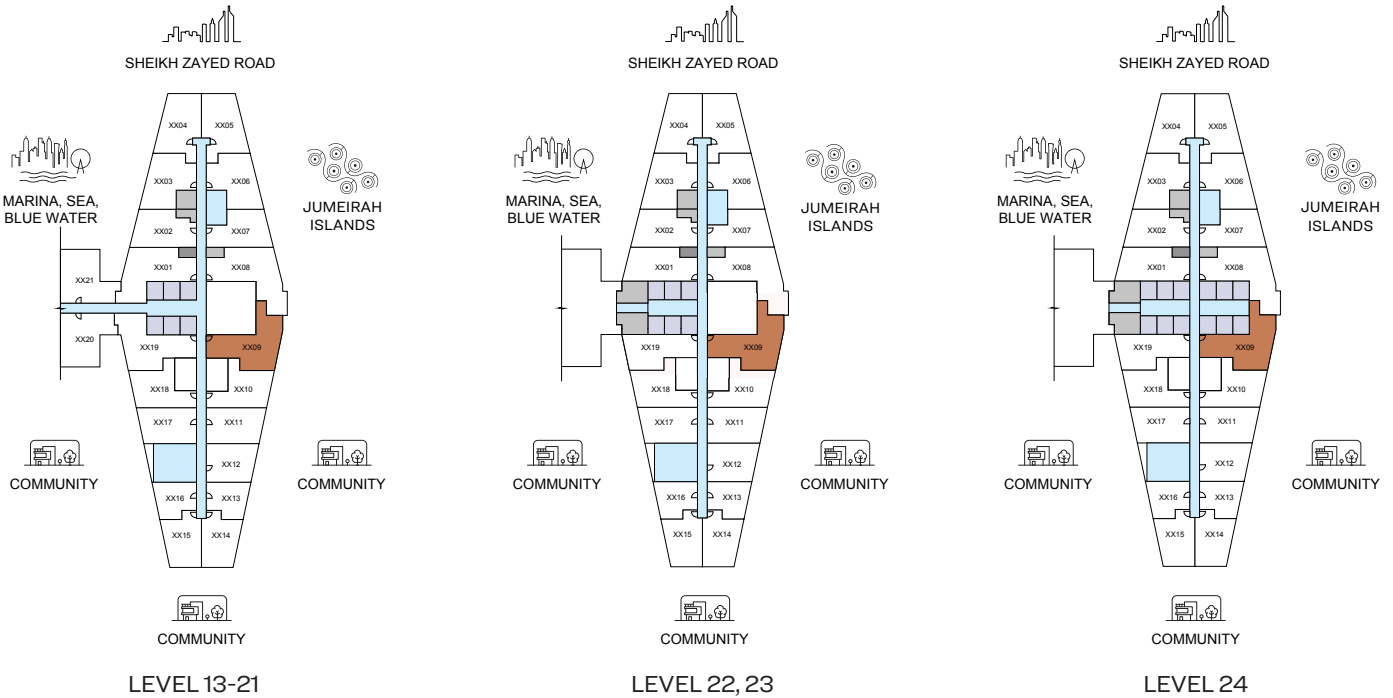 SHEIKH ZAYED ROAD
XX04
XX05
MARINA, SEA,
BLUE WATER
XX03
XX06
JUMEIRAH
ISLANDS
XX02
XX07
XX01
XX08
XX21
XX20
XX19
XX09
XX18
XX10
XX17
XX11
COMMUNITY
XX12
COMMUNITY
XX16
XX13
XX15
XX14
COMMUNITY
LEVEL 13-21
SHEIKH ZAYED ROAD
XX04
XX05
MARINA, SEA,
BLUE WATER
XX03
XX06
JUMEIRAH
ISLANDS
XX02
XX07
XX01
XX08
XX19
XX09
XX18
XX10
XX17
XX11
COMMUNITY
XX12
COMMUNITY
XX16
XX13
XX15
XX14
COMMUNITY
LEVEL 22, 23
SHEIKH ZAYED ROAD
XX04
XX05
MARINA, SEA,
BLUE WATER
XX03
XX06
JUMEIRAH
ISLANDS
XX02
XX07
XX01
XX08
XX19
XX09
XX18
XX10
XX17
XX11
COMMUNITY
XX12
COMMUNITY
XX16
XX13
XX15
XX14
COMMUNITY
LEVEL 24